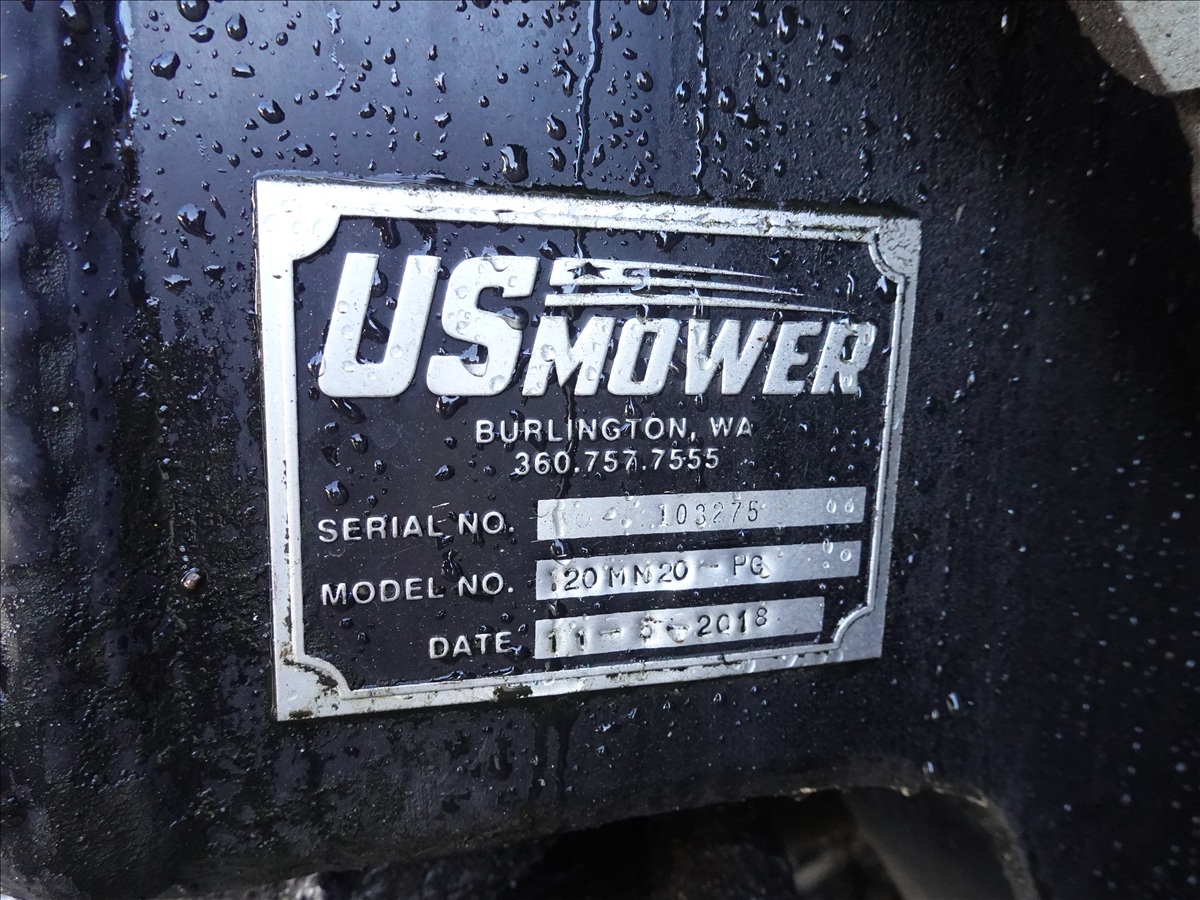 US MOWER
BURLINGTON, WA
360.757.7555
SERIAL NO. 103275
MODEL NO. 120MN20-PG
DATE 11-5-2018